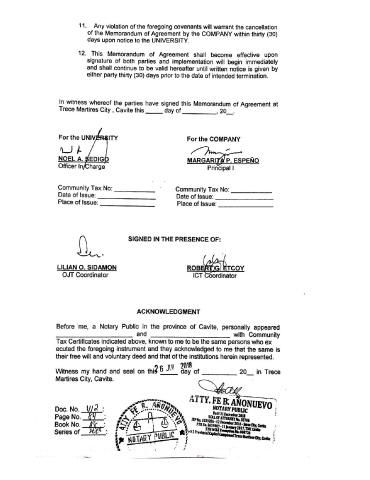 11. Any violation of the foregoing covenants will warrant the cancellation
of the Memorandum of Agreement by the COMPANY within thirty (30)
days upon notice to the UNIVERSITY.
12. This Memorandum of Agreement shall become effective upon
signature of both parties and implementation will begin immediately
and shall continue to be valid hereafter until written notice is given by
either party thirty (30) days prior to the date of intended termination.
In witness whereof the parties have signed this Memorandum of Agreement at
Trece Martires City , Cavite this_____ day of __________, 20__.
For the UNIVERSITY
For the COMPANY
NOEL A. SEDIGO
MARGARITA P. ESPEÑO
Officer In Charge
Principal I
Community Tax No: __________
Community Tax No: __________
Date of Issue: __________
Date of Issue: __________
Place of Issue: __________
Place of Issue: __________
SIGNED IN THE PRESENCE OF:
LILIAN O. SIDAMON
ROBERT G. ETCOY
OJT Coordinator
ICT Coordinator
ACKNOWLEDGMENT
Before me, a Notary Public in the province of Cavite, personally appeared
__________ and __________ with Community
Tax Certificates indicated above, known to me to be the same persons who ex
ecuted the foregoing instrument and they acknowledged to me that the same is
their free will and voluntary deed and that of the institutions herein represented.
Witness my hand and seal on this 26 JUN 2018 day of __________ 20__ in Trece
Martires City, Cavite.
ATTY. FE B. AÑONUEVO
NOTARY PUBLIC
Doc. No.
Page No.
Book No.
Series of
ATTY FE B. AÑONUEVO
NOTARY PUBLIC